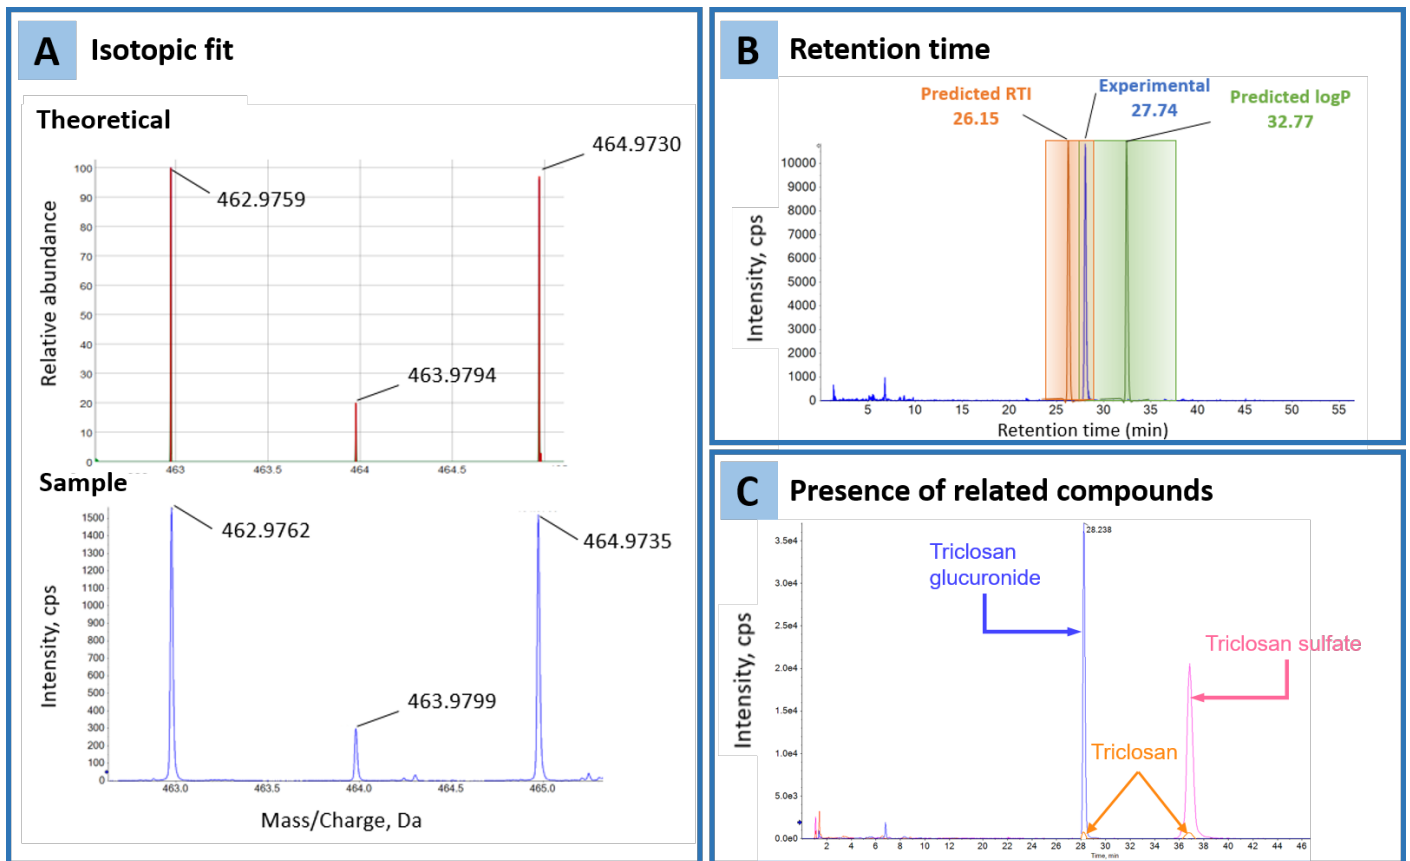 A Isotopic fit
Theoretical
464.9730
462.9759
463.9794
Relative abundance
100
90
80
70
60
50
40
30
20
10
0
463 463.5 464 464.5
Sample
462.9762
464.9735
463.9799
Intensity, cps
1500
1400
1300
1200
1100
1000
900
800
700
600
500
400
300
200
100
0
463.0 463.5 464.0 464.5 465.0
Mass/Charge, Da
B Retention time
Predicted RTI
26.15
Experimental
27.74
Predicted logP
32.77
Intensity, cps
10000
9000
8000
7000
6000
5000
4000
3000
2000
1000
0
5 10 15 20 25 30 35 40 45 50 55
Retention time (min)
C Presence of related compounds
28.238
Triclosan
glucuronide
Triclosan sulfate
Triclosan
Intensity, cps
3.5e4
3.0e4
2.5e4
2.0e4
1.5e4
1.0e4
5.0e3
0.0e0
2 4 6 8 10 12 14 16 18 20 22 24 26 28 30 32 34 36 38 40 42 44 46
Time, min